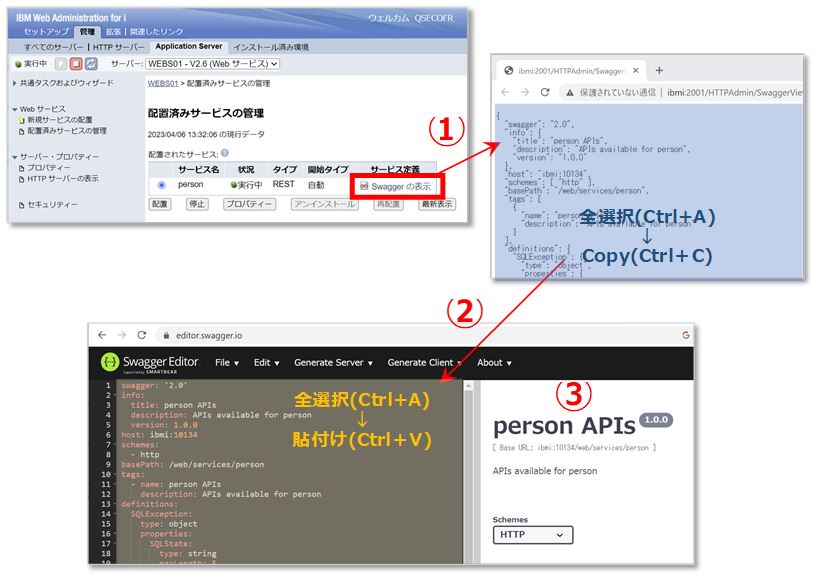 IBM Web Administration for i
ウェルカム QSECOFR
セットアップ 管理 拡張 | 関連したリンク
すべてのサーバー | HTTP サーバー Application Server インストール済み環境
実行中 サーバー: WEBS01 - V2.6 (Web サービス)
共通タスクおよびウィザード
Web サービス
新規サービスの配置
配置済みサービスの管理
サーバー・プロパティー
プロパティー
HTTP サーバーの表示
セキュリティー
WEBS01 > 配置済みサービスの管理
配置済みサービスの管理
2023/04/06 13:32:06 の現行データ
配置されたサービス:
サービス名 状況 タイプ 開始タイプ サービス定義
person 実行中 REST 自動 Swagger の表示
配置 停止 プロパティー アンインストール 再配置 最新表示
①
ibmi:2001/HTTPAdmin/Swagger
保護されていない通信 | ibmi:2001/HTTPAdmin/SwaggerVie
{
"swagger": "2.0",
"info": {
"title": "person APIs",
"description": "APIs available for person",
"version": "1.0.0"
},
"host": "ibmi:10134",
"schemes": [ "http" ],
"basePath": "/web/services/person",
"tags": [
{
"name": "person
"description":
}
],
"definitions": {
"SQLException": {
"type": "object",
"properties": {
全選択(Ctrl+A)
↓
Copy(Ctrl+C)
②
editor.swagger.io
G
Swagger Editor.
Supported by SMARTBEAR
File Edit Generate Server Generate Client About
1 swagger: '2.0'
2 info:
3 title: person APIs
4 description: APIs available for person
5 version: 1.0.0
6 host: ibmi:10134
7 schemes:
8 - http
9 basePath: /web/services/person
10 tags:
11 - name: person APIs
12 description: APIs available for person
13 definitions:
14 SQLException:
15 type: object
16 properties:
17 SQLState:
18 type: string
19 maxLength: 5
全選択(Ctrl+A)
↓
貼付け(Ctrl+V)
③
person APIs 1.0.0
[ Base URL: ibmi:10134/web/services/person ]
APIs available for person
Schemes
HTTP